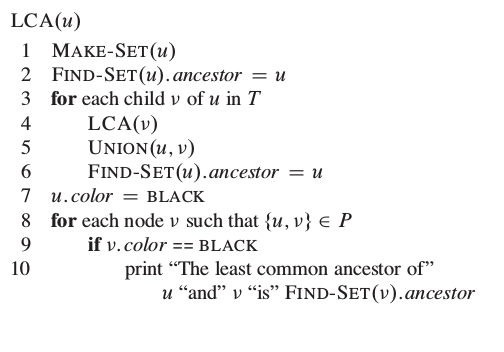 LCA(u)
1 MAKE-SET(u)
2 FIND-SET(u).ancestor = u
3 for each child ν of u in T
4 LCA(ν)
5 UNION(u, ν)
6 FIND-SET(u).ancestor = u
7 u.color = BLACK
8 for each node ν such that {u, ν} ∈ P
9 if ν.color == BLACK
10 print “The least common ancestor of”
u “and” ν “is” FIND-SET(ν).ancestor